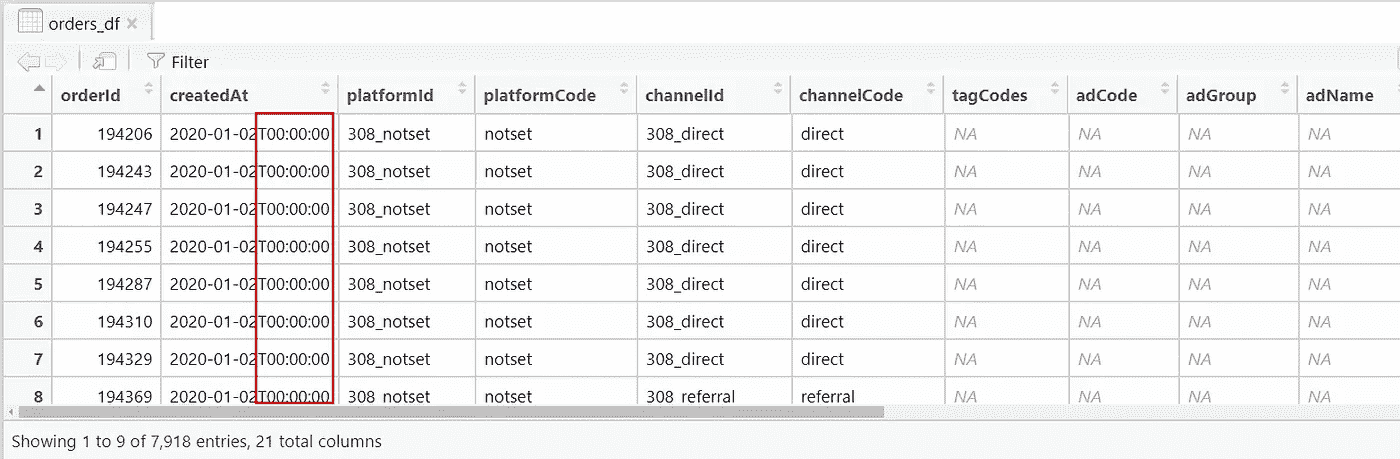 orders_df
Filter
orderId createdAt platformId platformCode channelId channelCode tagCodes adCode adGroup adName
1 194206 2020-01-02T00:00:00 308_notset notset 308_direct direct NA NA NA NA
2 194243 2020-01-02T00:00:00 308_notset notset 308_direct direct NA NA NA NA
3 194247 2020-01-02T00:00:00 308_notset notset 308_direct direct NA NA NA NA
4 194255 2020-01-02T00:00:00 308_notset notset 308_direct direct NA NA NA NA
5 194287 2020-01-02T00:00:00 308_notset notset 308_direct direct NA NA NA NA
6 194310 2020-01-02T00:00:00 308_notset notset 308_direct direct NA NA NA NA
7 194329 2020-01-02T00:00:00 308_notset notset 308_direct direct NA NA NA NA
8 194369 2020-01-02T00:00:00 308_notset notset 308_referral referral NA NA NA NA
Showing 1 to 9 of 7,918 entries, 21 total columns